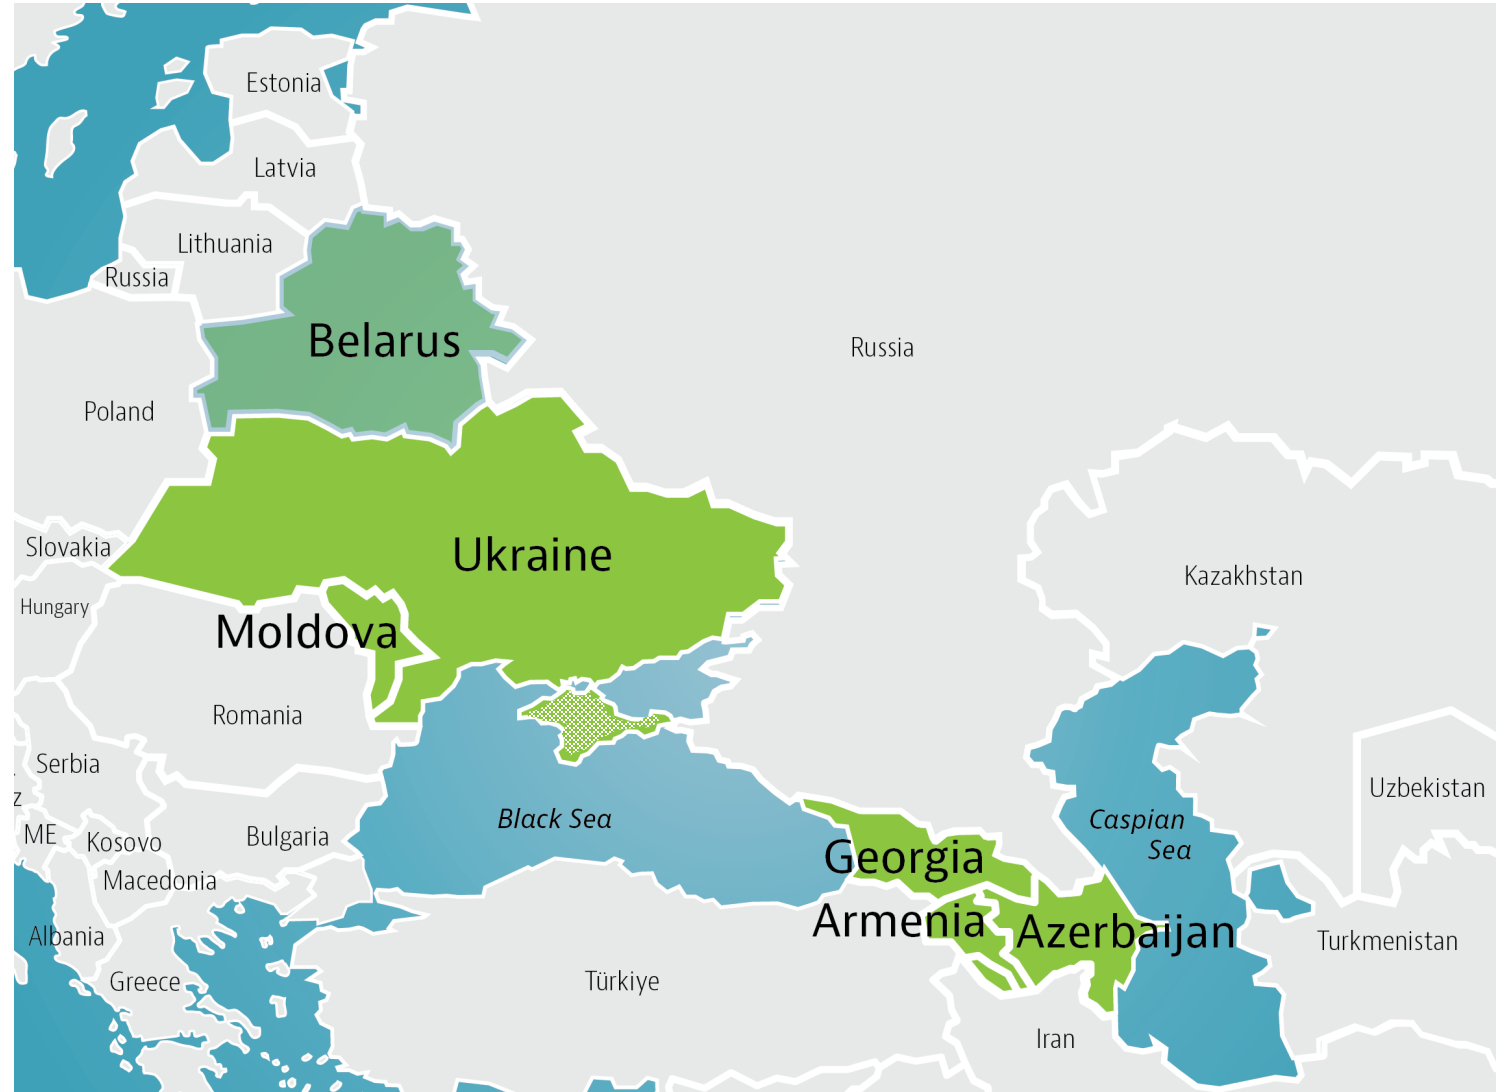 Estonia
Latvia
Lithuania
Russia
Belarus
Russia
Poland
Slovakia
Ukraine
Kazakhstan
Hungary
Moldova
Romania
Serbia
Uzbekistan
z
Black Sea
Caspian
Sea
ME
Kosovo
Bulgaria
Georgia
Macedonia
Armenia
Azerbaijan
Albania
Turkmenistan
Greece
Türkiye
Iran